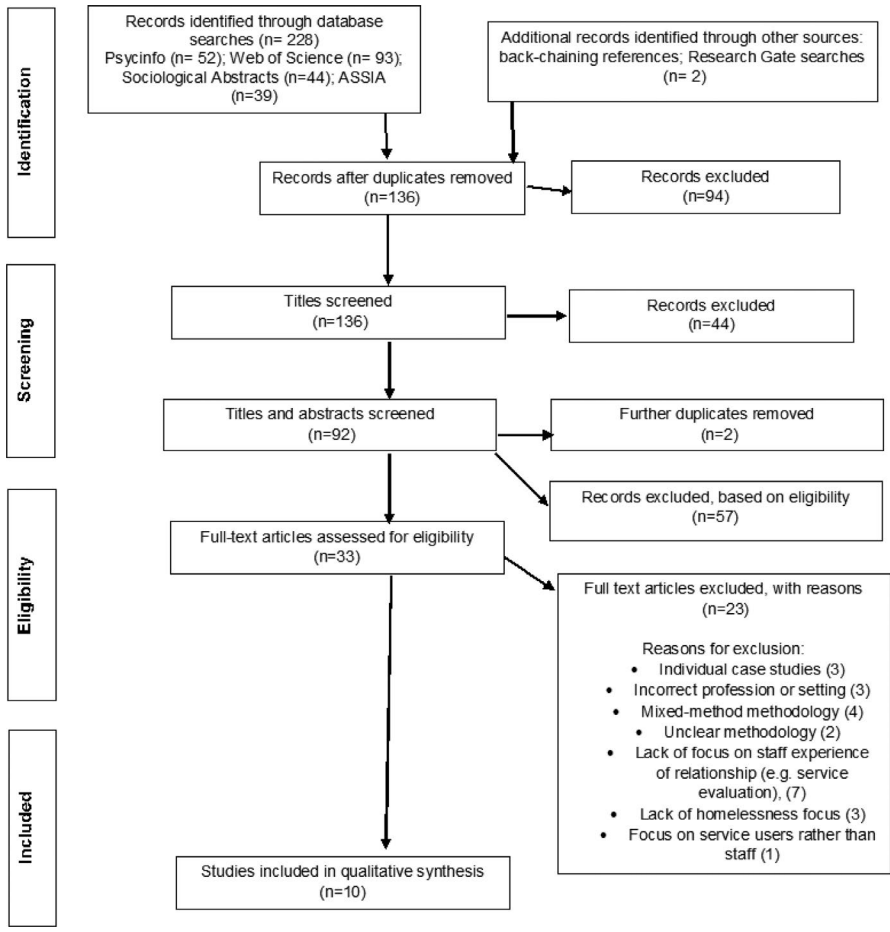 Records identified through database
searches (n= 228)
Psycinfo (n= 52); Web of Science (n= 93);
Sociological Abstracts (n=44); ASSIA
(n=39)
Additional records identified through other sources:
back-chaining references; Research Gate searches
(n= 2)
Identification
Records after duplicates removed
(n=136)
Records excluded
(n=94)
Screening
Titles screened
(n=136)
Records excluded
(n=44)
Titles and abstracts screened
(n=92)
Further duplicates removed
(n=2)
Records excluded, based on eligibility
(n=57)
Eligibility
Full-text articles assessed for eligibility
(n=33)
Full text articles excluded, with reasons
(n=23)
Reasons for exclusion:
• Individual case studies (3)
• Incorrect profession or setting (3)
• Mixed-method methodology (4)
• Unclear methodology (2)
• Lack of focus on staff experience
of relationship (e.g. service
evaluation), (7)
• Lack of homelessness focus (3)
• Focus on service users rather than
staff (1)
Included
Studies included in qualitative synthesis
(n=10)